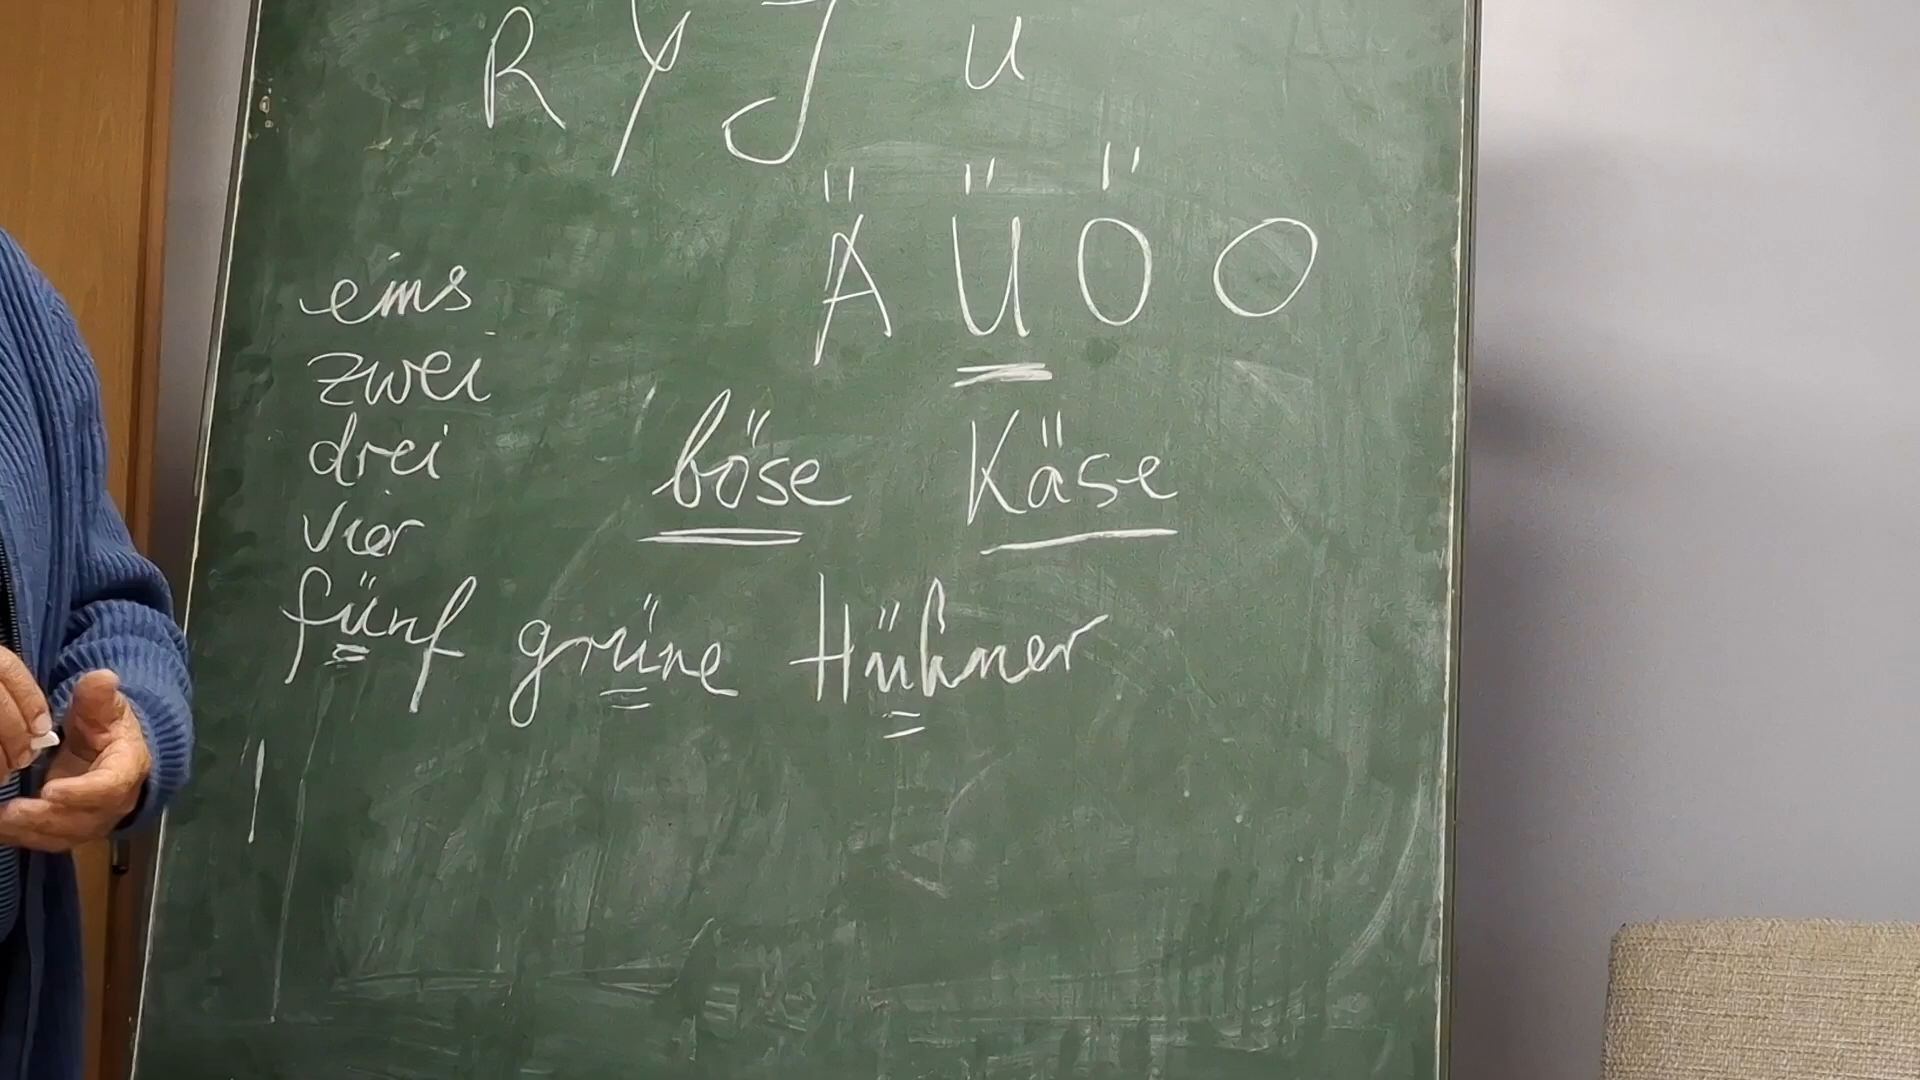 R Y J u
Ä Ü Ö O
eins
zwei
drei
böse Käse
vier
fünf grüne Hühner